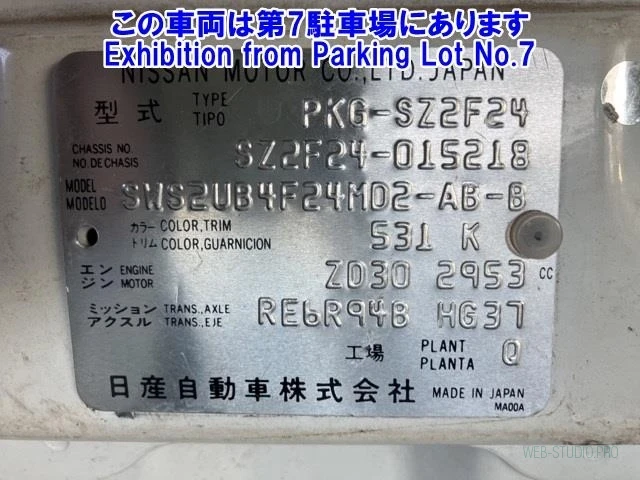 この車両は第7駐車場にあります
Exhibition from Parking Lot No.7
NISSAN MOTOR CO.,LTD.JAPAN
型式 TYPE TIPO PKG-SZ2F24
CHASSIS NO. NO.DE CHASIS SZ2F24-015218
MODEL MODELO SWS2UB4F24MD2-AB-B
カラー COLOR,TRIM
トリム COLOR,GUARNICION 531 K
エンジン ENGINE MOTOR ZD30 2953 CC
ミッション TRANS.,AXLE
アクスル TRANS.,EJE RE6R94B HG37
工場 PLANT PLANTA Q
日産自動車株式会社 MADE IN JAPAN
MA00A
WEB-STUDIO.PRO